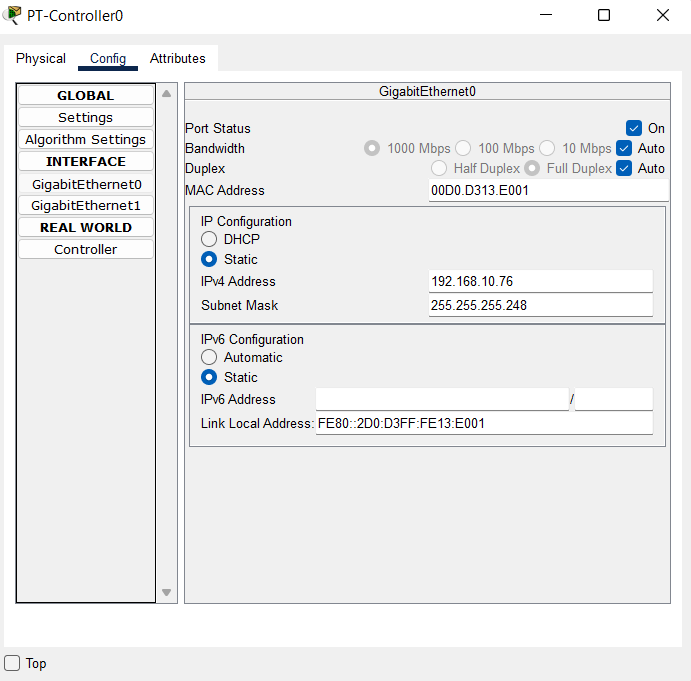 PT-Controller0
Physical Config Attributes
GLOBAL
Settings
Algorithm Settings
INTERFACE
GigabitEthernet0
GigabitEthernet1
REAL WORLD
Controller
GigabitEthernet0
Port Status On
Bandwidth 1000 Mbps 100 Mbps 10 Mbps Auto
Duplex Half Duplex Full Duplex Auto
MAC Address 00D0.D313.E001
IP Configuration
DHCP
Static
IPv4 Address 192.168.10.76
Subnet Mask 255.255.255.248
IPv6 Configuration
Automatic
Static
IPv6 Address /
Link Local Address: FE80::2D0:D3FF:FE13:E001
Top